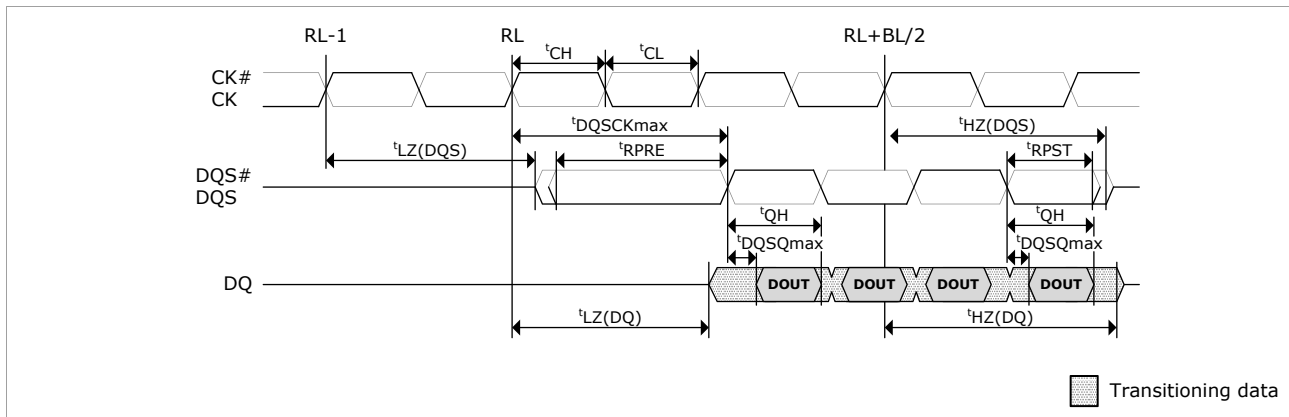 RL-1 RL RL+BL/2
tCH tCL
CK#
CK
tDQSCKmax tHZ(DQS)
tLZ(DQS) tRPRE tRPST
DQS#
DQS
tQH tQH
tDQSQmax tDQSQmax
DQ DOUT DOUT DOUT DOUT
tLZ(DQ) tHZ(DQ)
Transitioning data